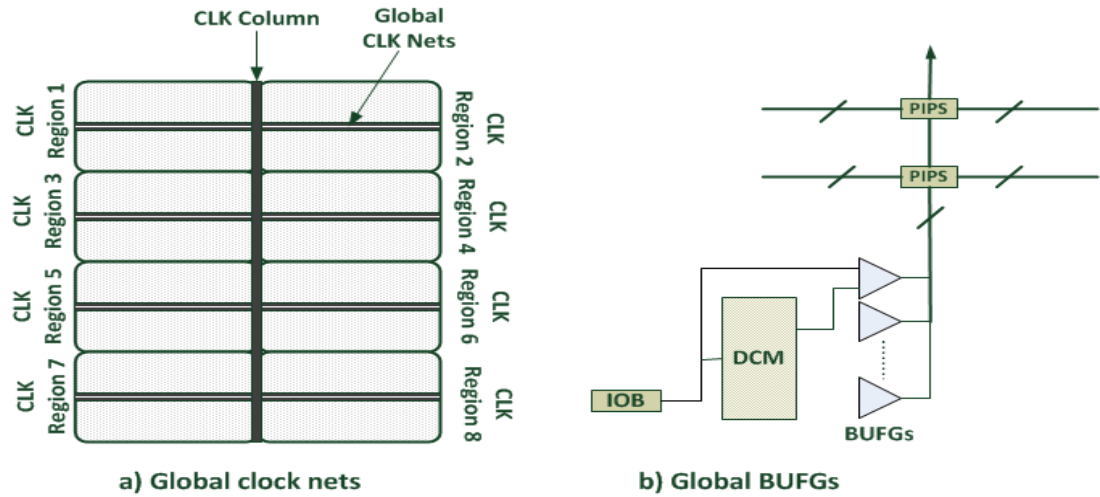 CLK Column
Global
CLK Nets
CLK
Region 1
CLK
Region 2
CLK
Region 3
CLK
Region 4
CLK
Region 5
CLK
Region 6
CLK
Region 7
CLK
Region 8
a) Global clock nets
PIPS
PIPS
DCM
IOB
BUFGs
b) Global BUFGs